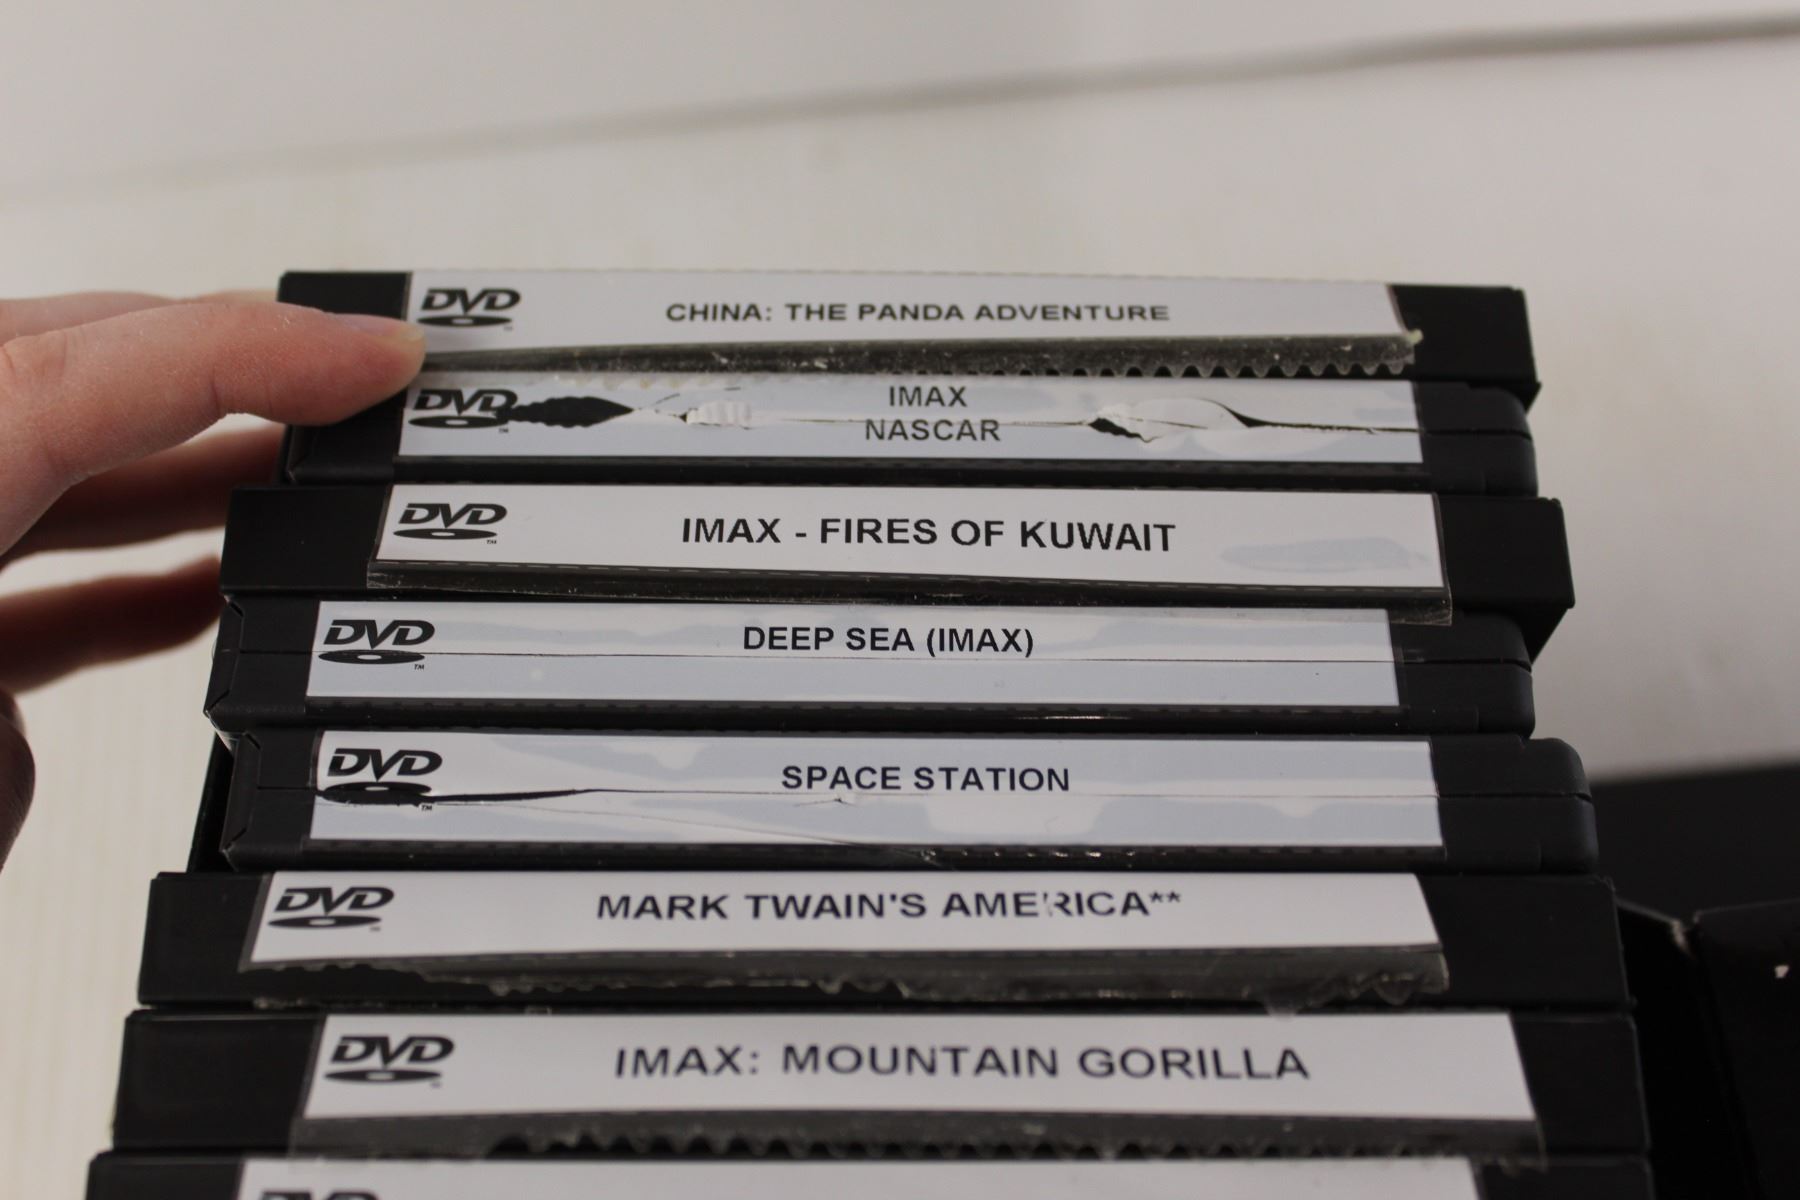 DVD
CHINA: THE PANDA ADVENTURE
DVD
IMAX
NASCAR
DVD
IMAX - FIRES OF KUWAIT
DVD
DEEP SEA (IMAX)
DVD
SPACE STATION
DVD
MARK TWAIN'S AMERICA**
DVD
IMAX: MOUNTAIN GORILLA
DVD